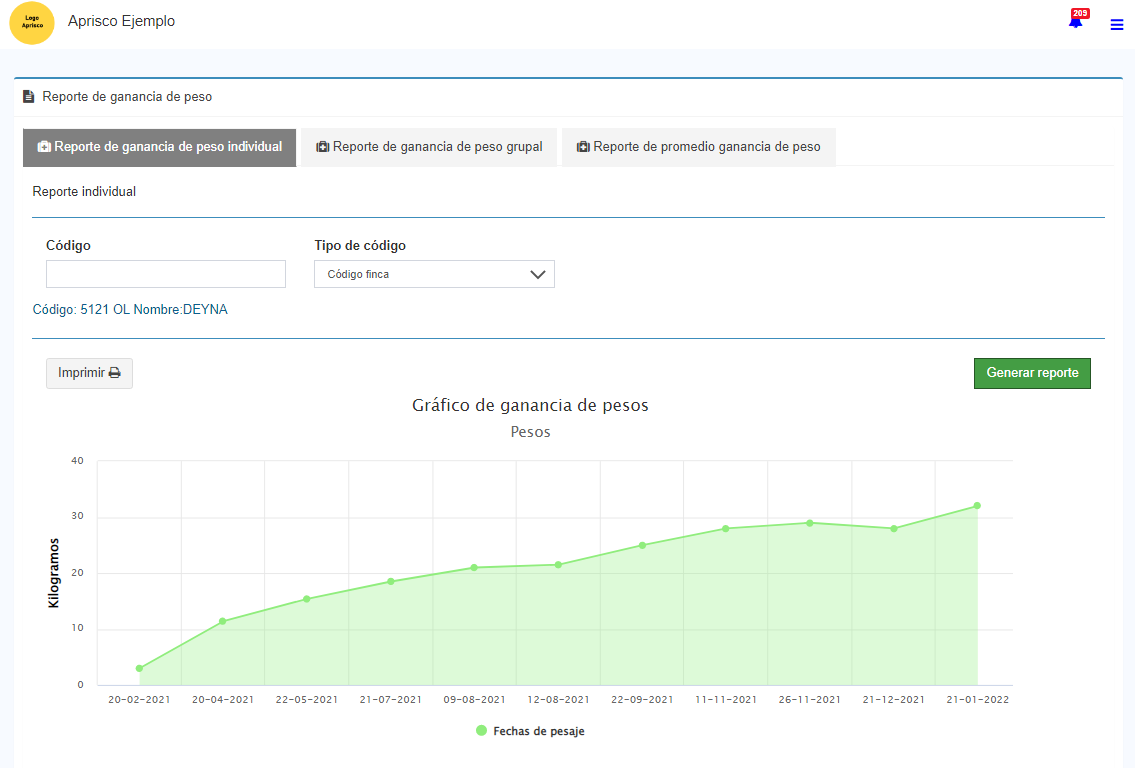 Logo
Aprisco
Aprisco Ejemplo
209
Reporte de ganancia de peso
Reporte de ganancia de peso individual
Reporte de ganancia de peso grupal
Reporte de promedio ganancia de peso
Reporte individual
Código
Tipo de código
Código finca
Código: 5121 OL Nombre:DEYNA
Imprimir
Generar reporte
Gráfico de ganancia de pesos
Pesos
Kilogramos
40
30
20
10
0
20-02-2021
20-04-2021
22-05-2021
21-07-2021
09-08-2021
12-08-2021
22-09-2021
11-11-2021
26-11-2021
21-12-2021
21-01-2022
Fechas de pesaje